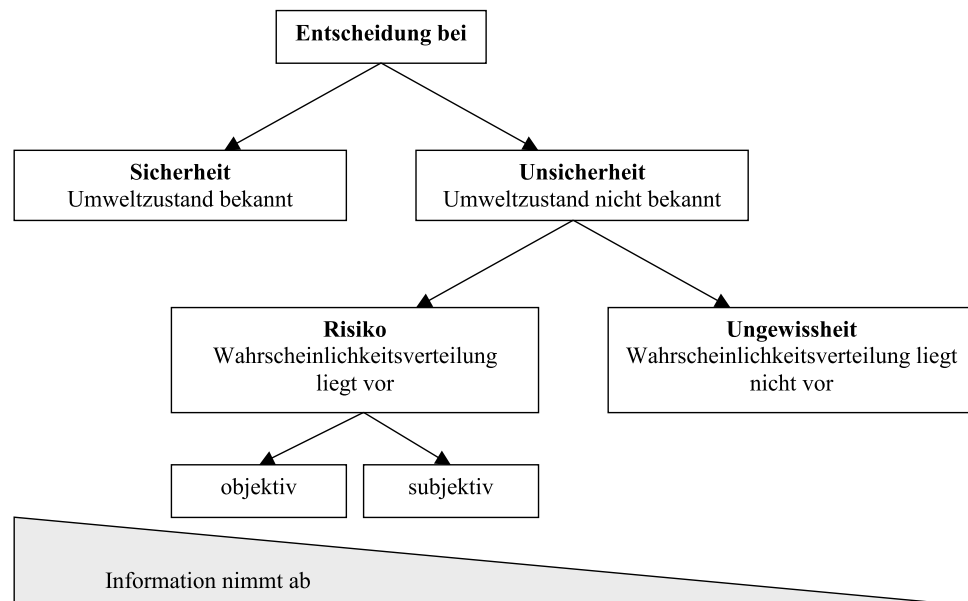 Entscheidung bei
Sicherheit
Umweltzustand bekannt
Unsicherheit
Umweltzustand nicht bekannt
Risiko
Wahrscheinlichkeitsverteilung
liegt vor
Ungewissheit
Wahrscheinlichkeitsverteilung liegt
nicht vor
objektiv
subjektiv
Information nimmt ab